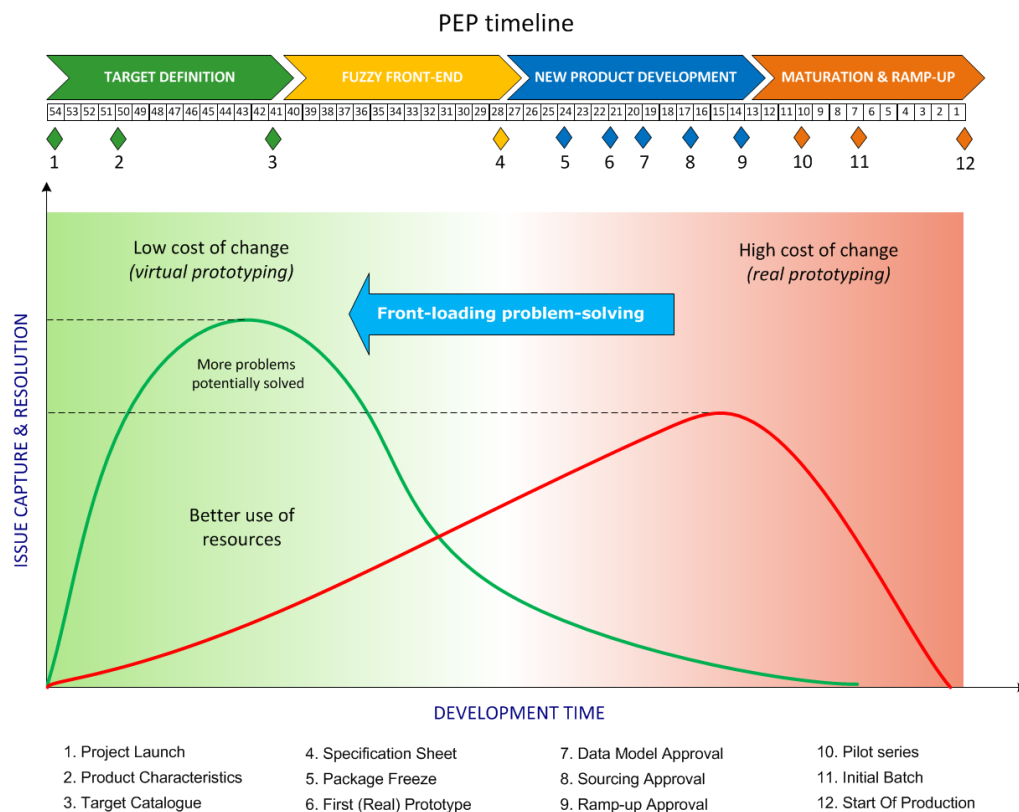 PEP timeline
TARGET DEFINITION FUZZY FRONT-END NEW PRODUCT DEVELOPMENT MATURATION & RAMP-UP
54 53 52 51 50 49 48 47 46 45 44 43 42 41 40 39 38 37 36 35 34 33 32 31 30 29 28 27 26 25 24 23 22 21 20 19 18 17 16 15 14 13 12 11 10 9 8 7 6 5 4 3 2 1
1 2 3 4 5 6 7 8 9 10 11 12
Low cost of change
(virtual prototyping)
High cost of change
(real prototyping)
Front-loading problem-solving
More problems
potentially solved
Better use of
resources
ISSUE CAPTURE & RESOLUTION
DEVELOPMENT TIME
1. Project Launch
2. Product Characteristics
3. Target Catalogue
4. Specification Sheet
5. Package Freeze
6. First (Real) Prototype
7. Data Model Approval
8. Sourcing Approval
9. Ramp-up Approval
10. Pilot series
11. Initial Batch
12. Start Of Production